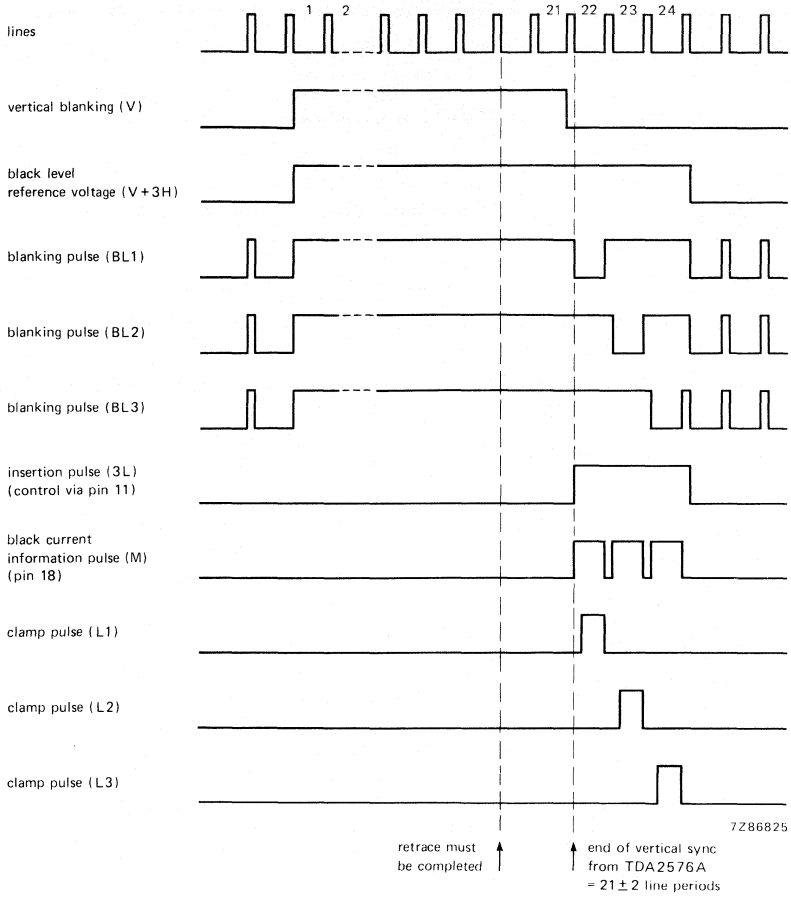 1 2 21 22 23 24
lines
vertical blanking (V)
black level
reference voltage (V+3H)
blanking pulse (BL1)
blanking pulse (BL2)
blanking pulse (BL3)
insertion pulse (3L)
(control via pin 11)
black current
information pulse (M)
(pin 18)
clamp pulse (L1)
clamp pulse (L2)
clamp pulse (L3)
7Z86825
retrace must
be completed
end of vertical sync
from TDA2576A
= 21 ± 2 line periods